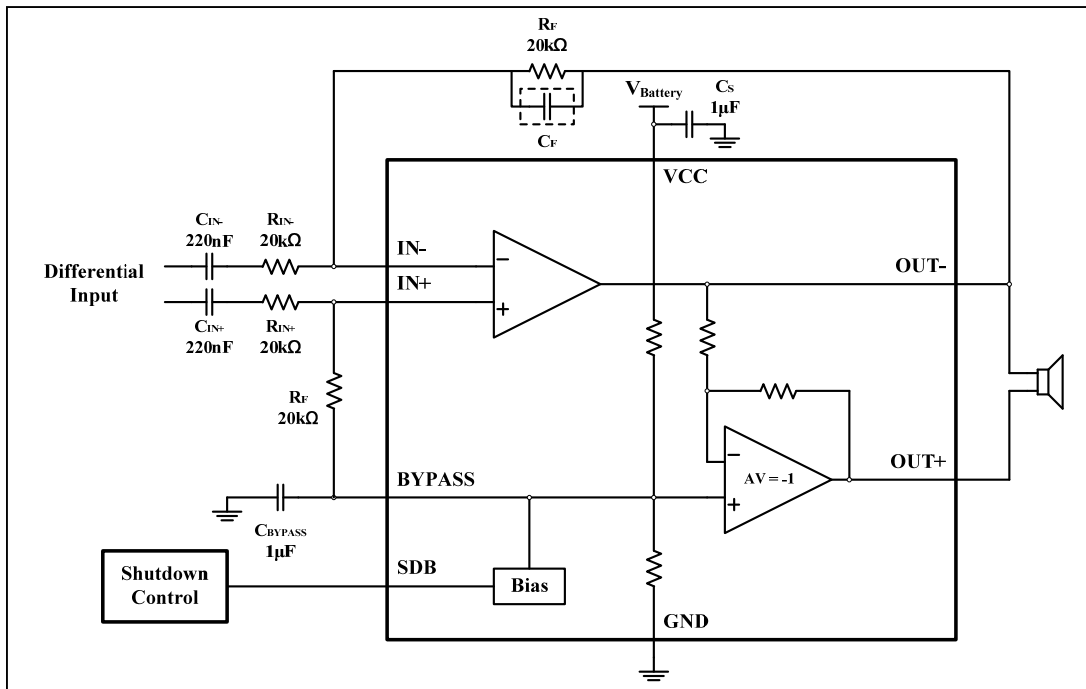 RF
20kΩ
VBattery
CS
1μF
CF
VCC
CIN-
220nF
RIN-
20kΩ
IN-
Differential
Input
IN+
OUT-
CIN+
220nF
RIN+
20kΩ
RF
20kΩ
BYPASS
AV = -1
OUT+
CBYPASS
1μF
SDB
Shutdown
Control
Bias
GND